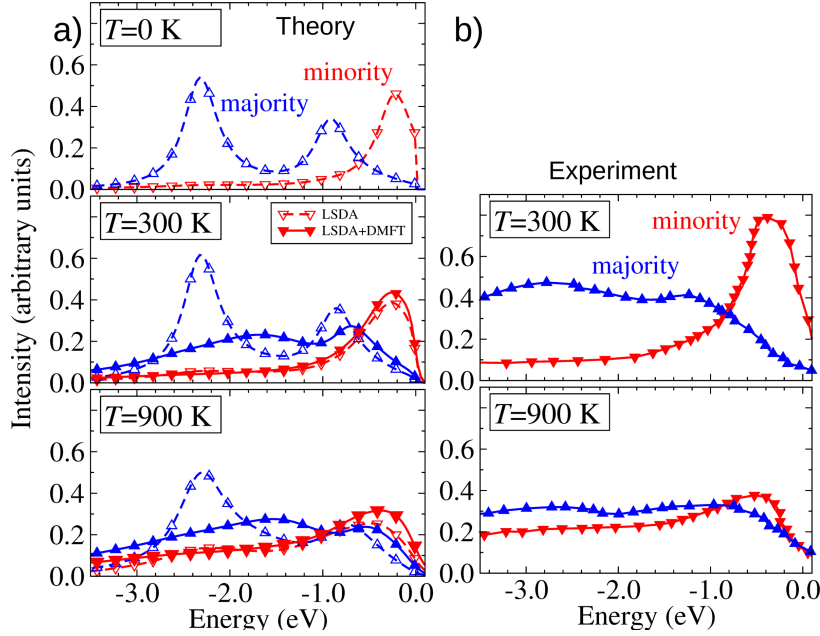 a)
T=0 K
Theory
b)
0.6
0.4
0.2
0.0
majority
minority
Experiment
T=300 K
LSDA
LSDA+DMFT
0.6
0.4
0.2
0.0
T=300 K
minority
majority
0.6
0.4
0.2
0.0
T=900 K
0.6
0.4
0.2
0.0
T=900 K
0.6
0.4
0.2
0.0
Intensity (arbitrary units)
-3.0 -2.0 -1.0 0.0
Energy (eV)
-3.0 -2.0 -1.0 0.0
Energy (eV)